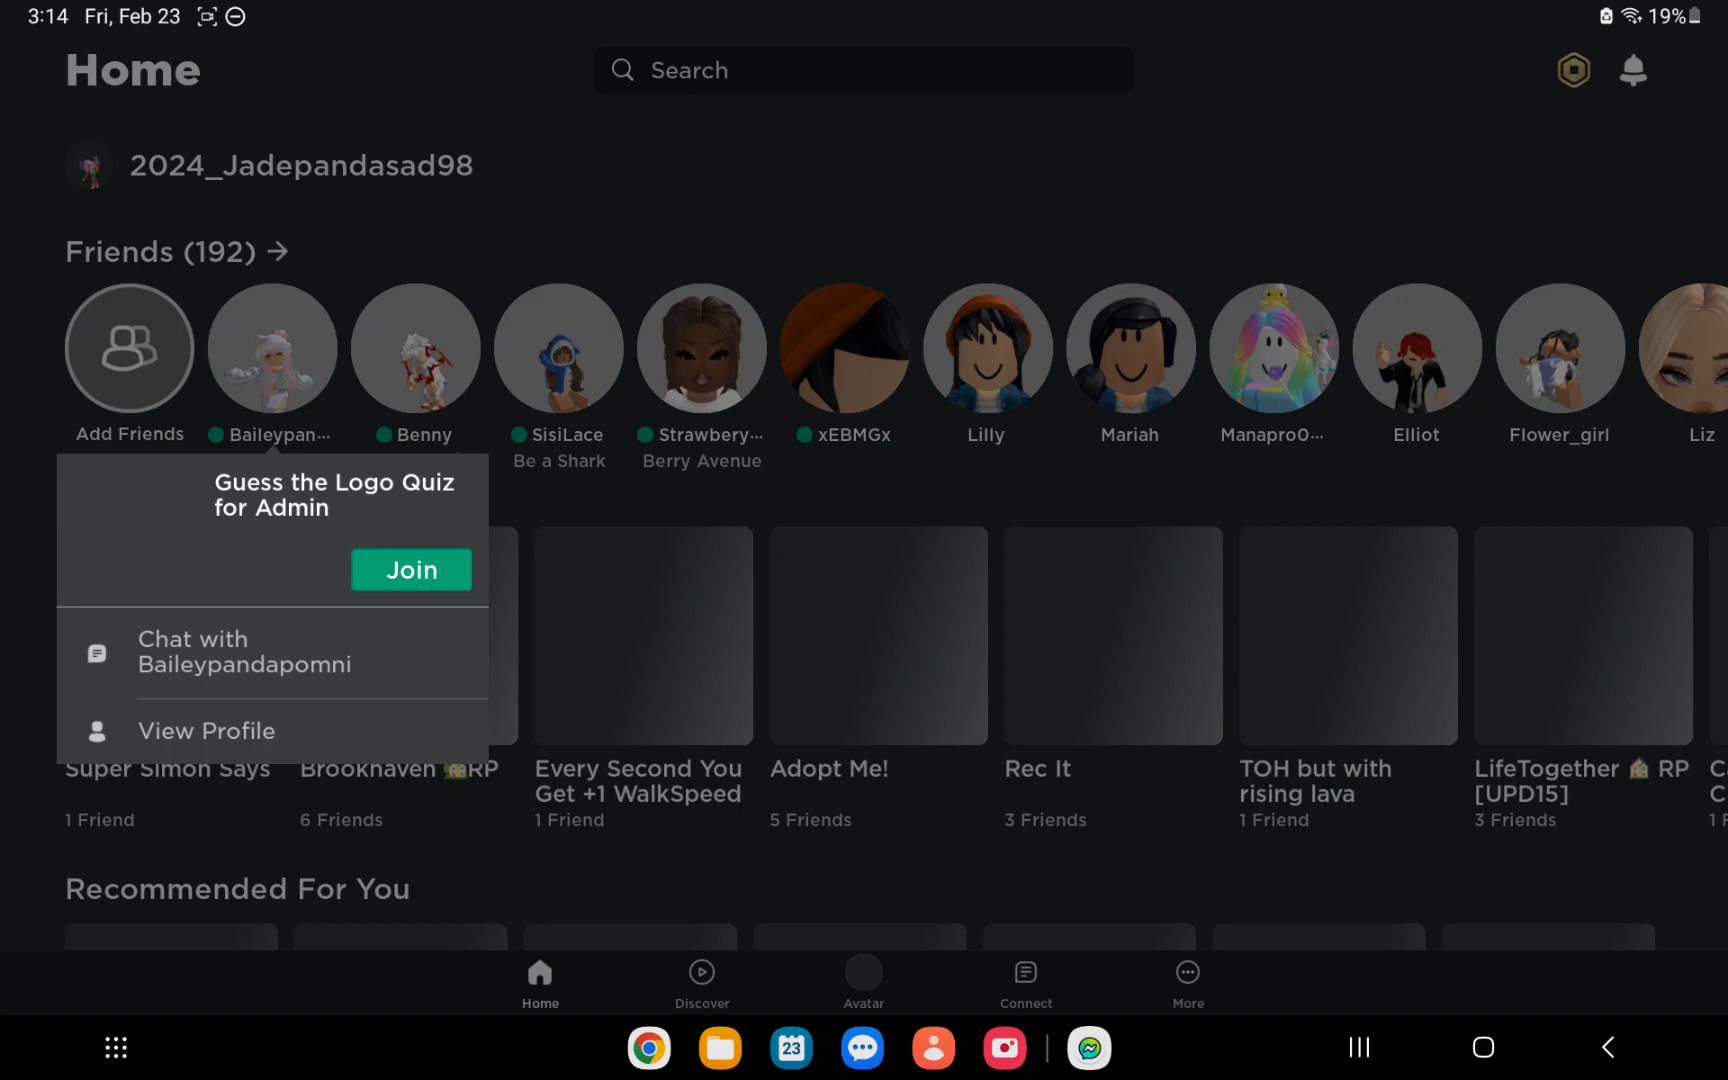 3:14 Fri, Feb 23
19%
Home
Search
2024_Jadepandasad98
Friends (192)
Add Friends
Baileypan...
Benny
SisiLace
Strawbery...
xEBMGx
Lilly
Mariah
Manapro0...
Elliot
Flower_girl
Liz
Be a Shark
Berry Avenue
Guess the Logo Quiz
for Admin
Join
Chat with
Baileypandapomni
View Profile
Super Simon Says
1 Friend
Brookhaven 🏡RP
6 Friends
Every Second You
Get +1 WalkSpeed
1 Friend
Adopt Me!
5 Friends
Rec It
3 Friends
TOH but with
rising lava
1 Friend
LifeTogether 🏠 RP
[UPD15]
3 Friends
Recommended For You
Home
Discover
Avatar
Connect
More
23